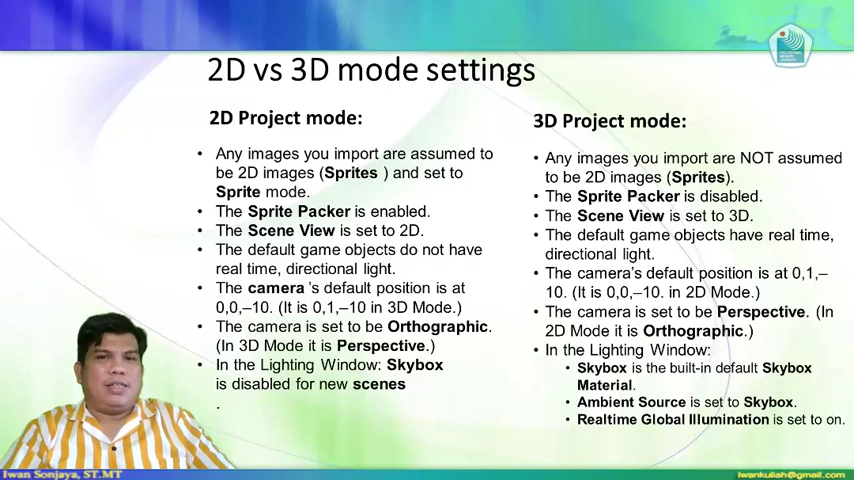 2D vs 3D mode settings
2D Project mode:
• Any images you import are assumed to
be 2D images (Sprites ) and set to
Sprite mode.
• The Sprite Packer is enabled.
• The Scene View is set to 2D.
• The default game objects do not have
real time, directional light.
• The camera 's default position is at
0,0,–10. (It is 0,1,–10 in 3D Mode.)
• The camera is set to be Orthographic.
(In 3D Mode it is Perspective.)
• In the Lighting Window: Skybox
is disabled for new scenes
.
3D Project mode:
• Any images you import are NOT assumed
to be 2D images (Sprites).
• The Sprite Packer is disabled.
• The Scene View is set to 3D.
• The default game objects have real time,
directional light.
• The camera's default position is at 0,1,–
10. (It is 0,0,–10. in 2D Mode.)
• The camera is set to be Perspective. (In
2D Mode it is Orthographic.)
• In the Lighting Window:
• Skybox is the built-in default Skybox
Material.
• Ambient Source is set to Skybox.
• Realtime Global Illumination is set to on.
Iwan Sonjaya, ST.MT
iwankuliah@gmail.com